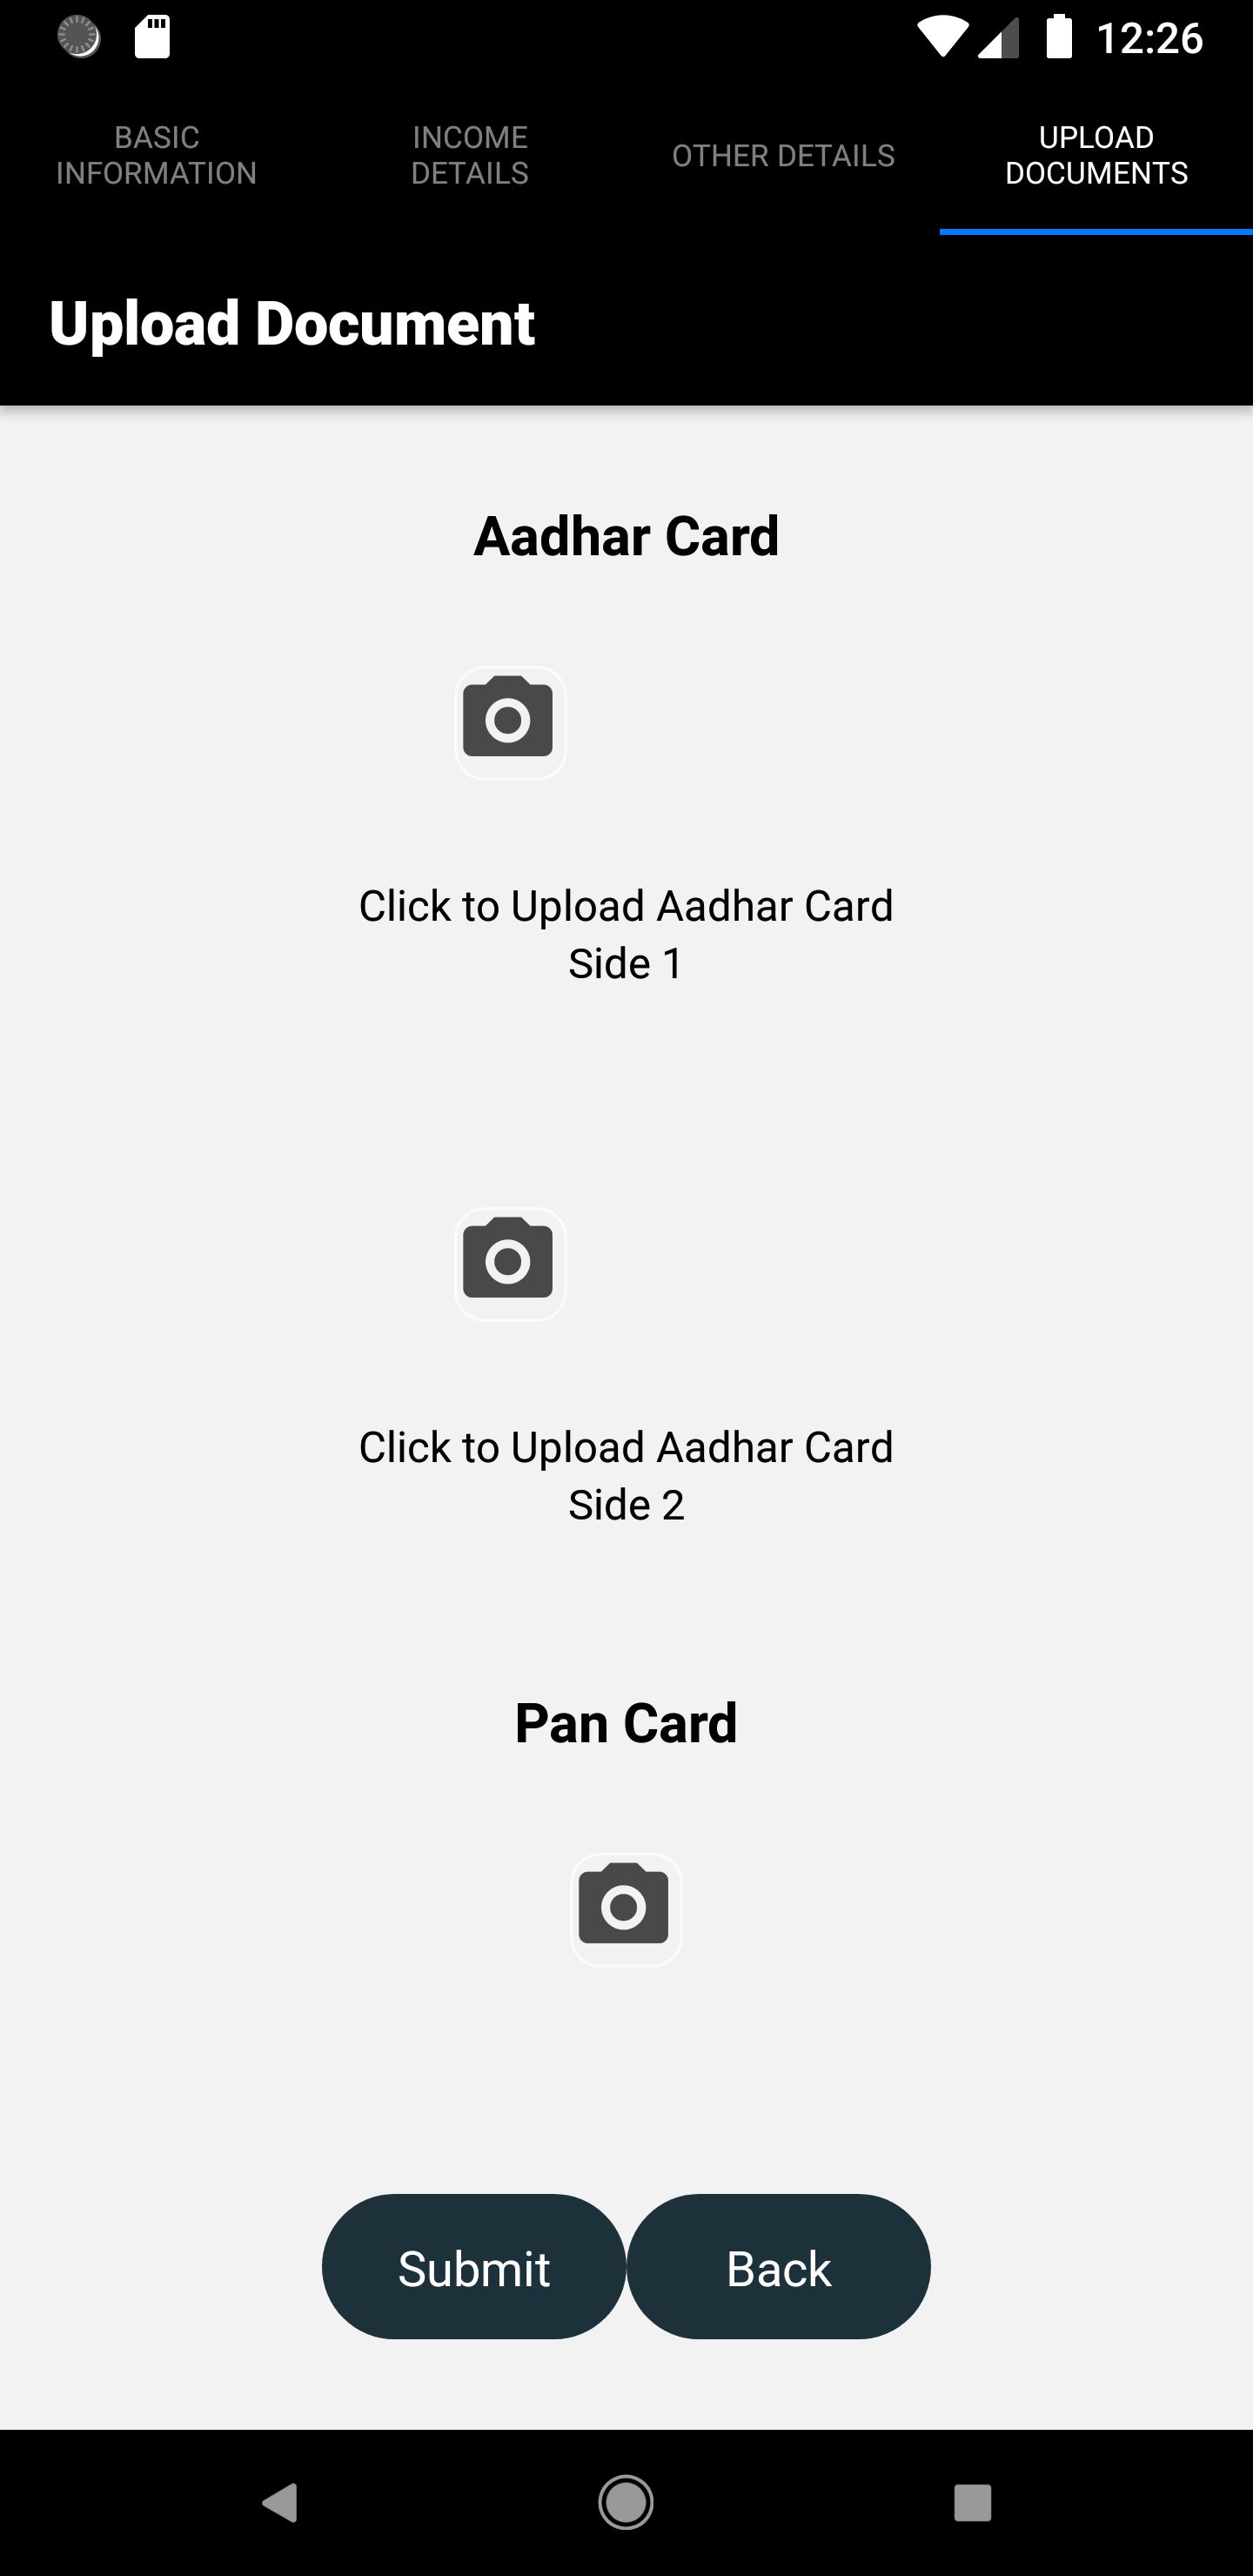 12:26
BASIC
INFORMATION
INCOME
DETAILS
OTHER DETAILS
UPLOAD
DOCUMENTS
Upload Document
Aadhar Card
Click to Upload Aadhar Card
Side 1
Click to Upload Aadhar Card
Side 2
Pan Card
Submit
Back